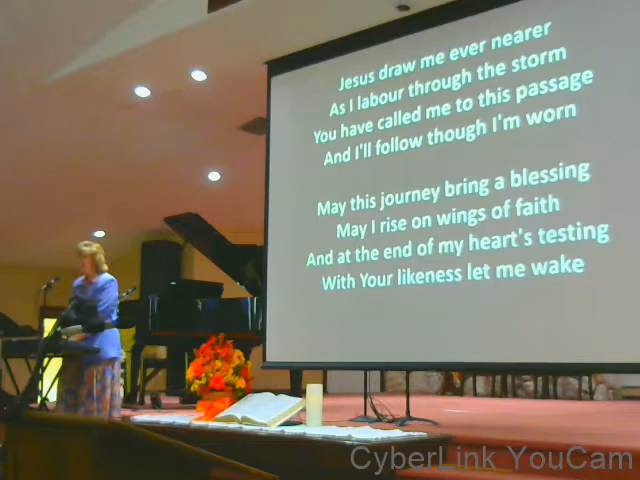 Jesus draw me ever nearer
As I labour through the storm
You have called me to this passage
And I'll follow though I'm worn
May this journey bring a blessing
May I rise on wings of faith
And at the end of my heart's testing
With Your likeness let me wake
CyberLink YouCam